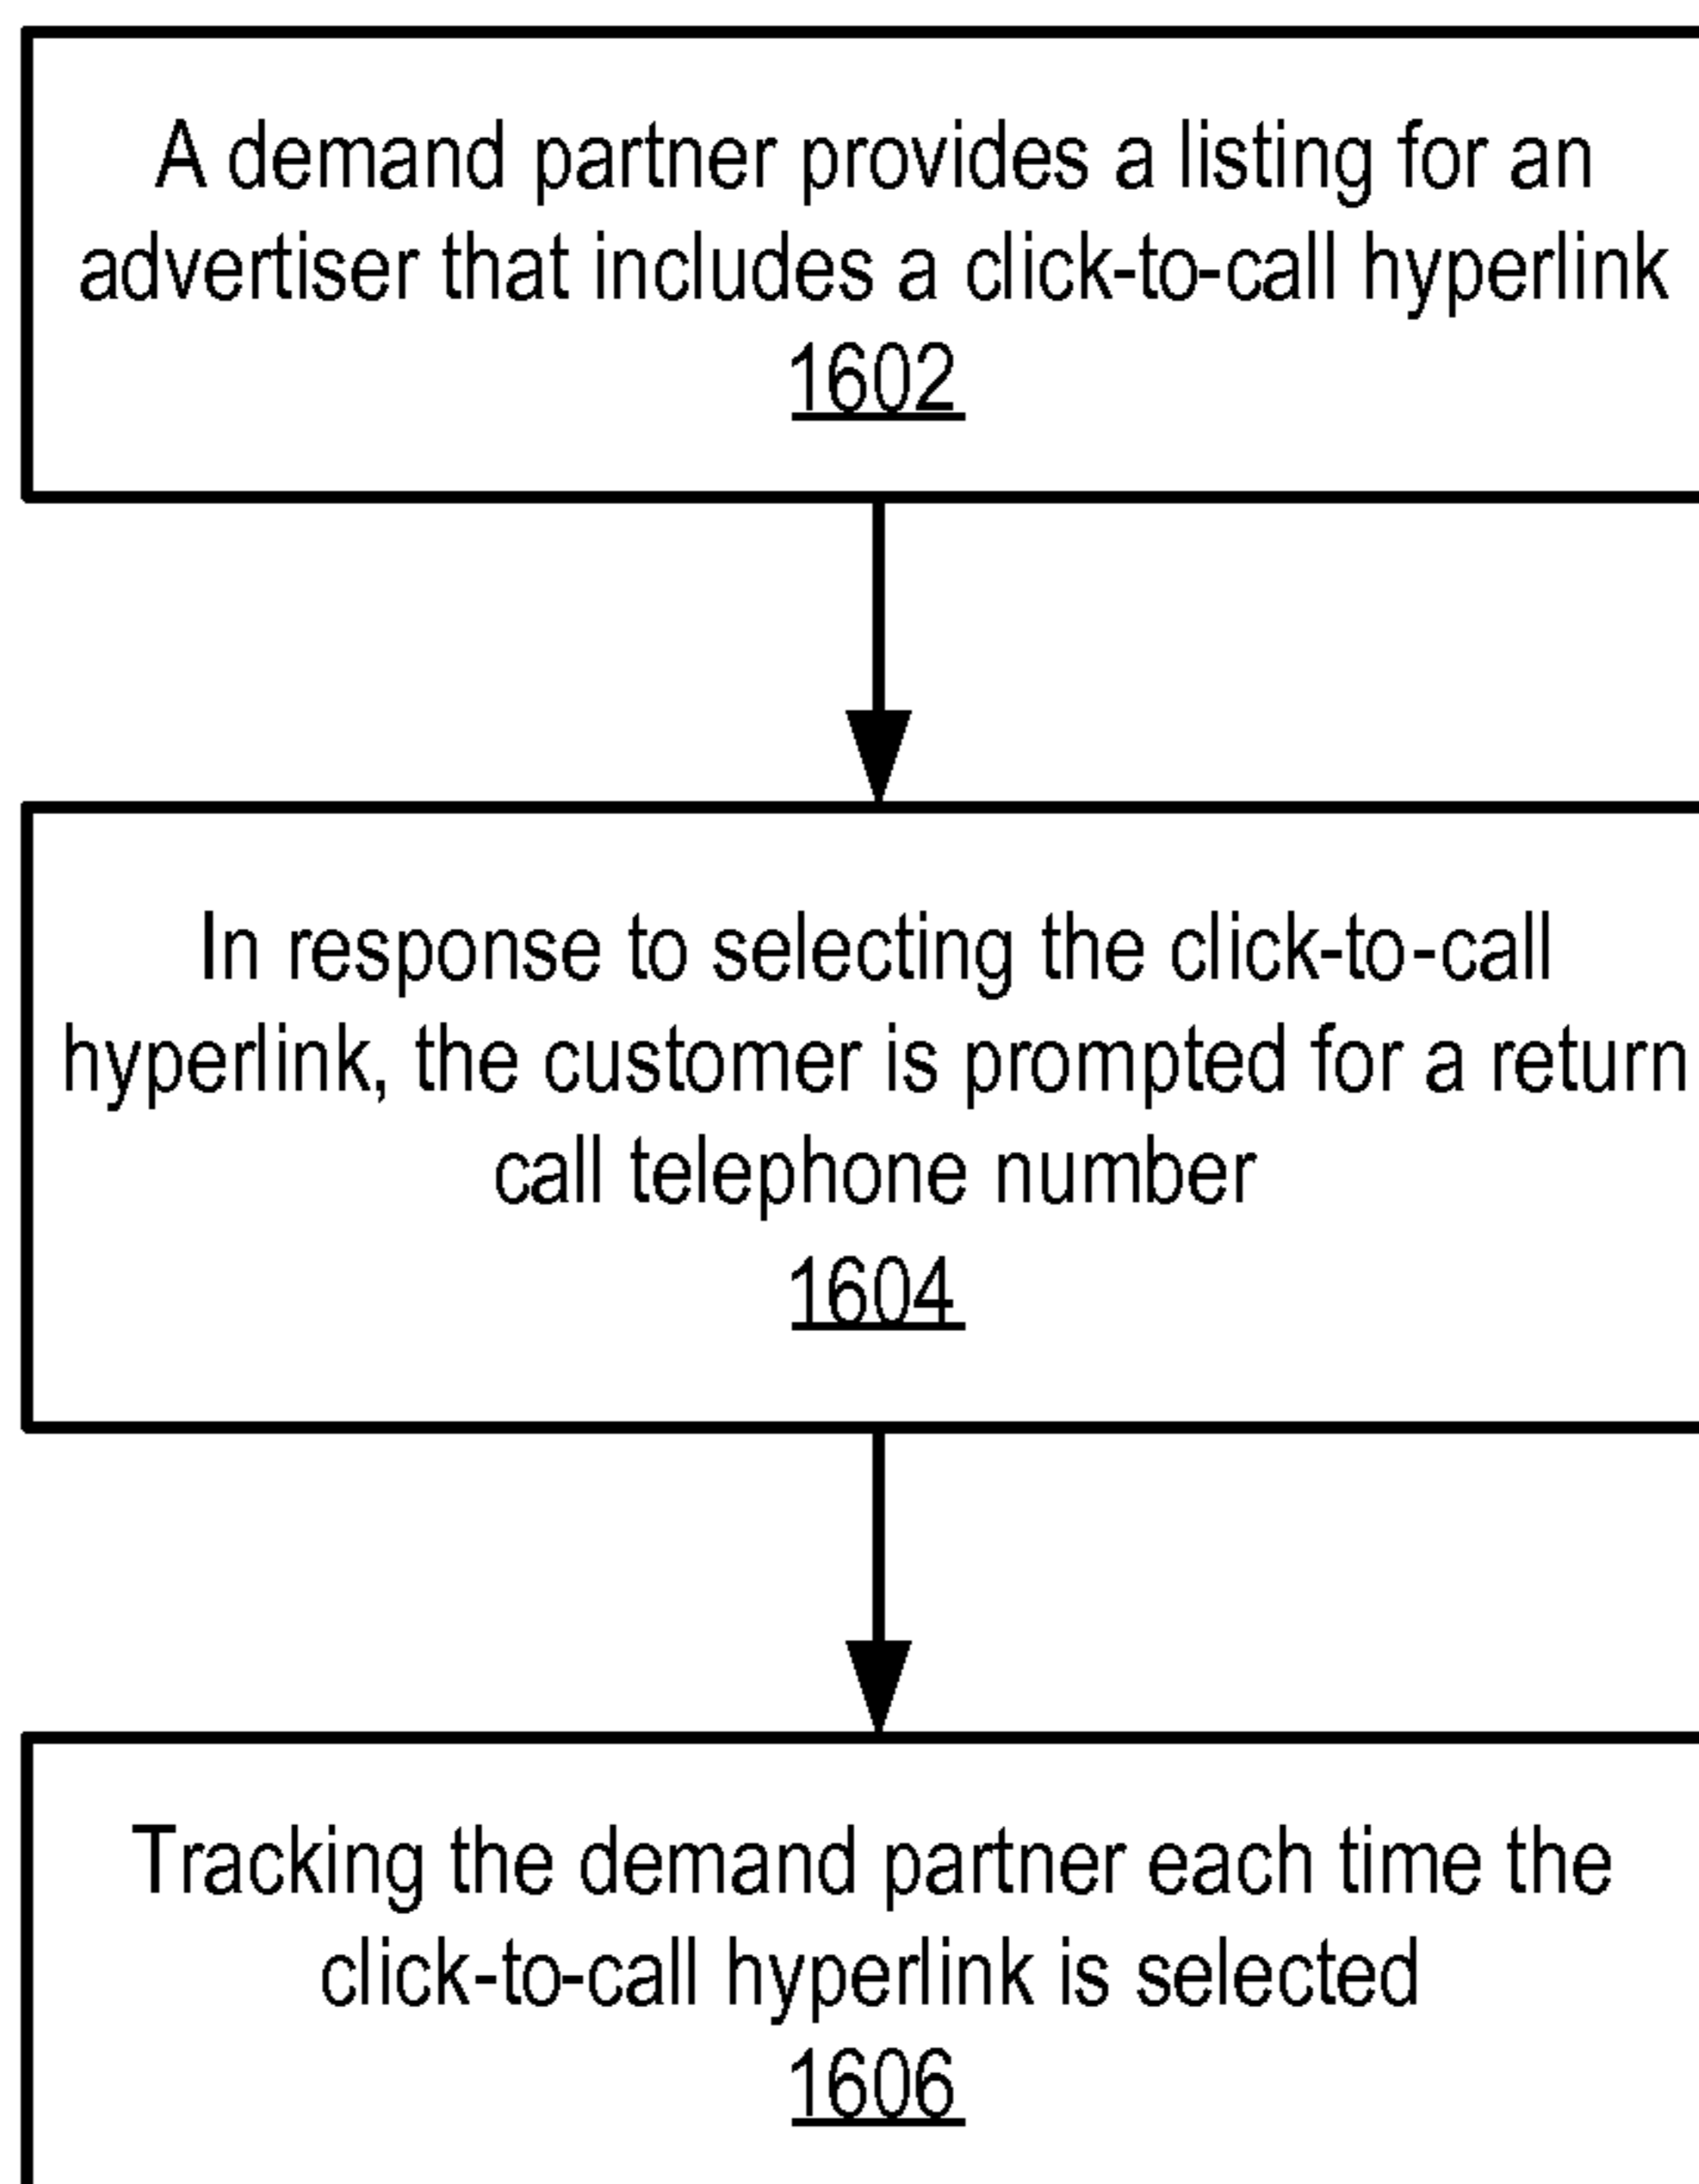 A demand partner provides a listing for an
advertiser that includes a click-to-call hyperlink
1602
In response to selecting the click-to-call
hyperlink, the customer is prompted for a return
call telephone number
1604
Tracking the demand partner each time the
click-to-call hyperlink is selected
1606